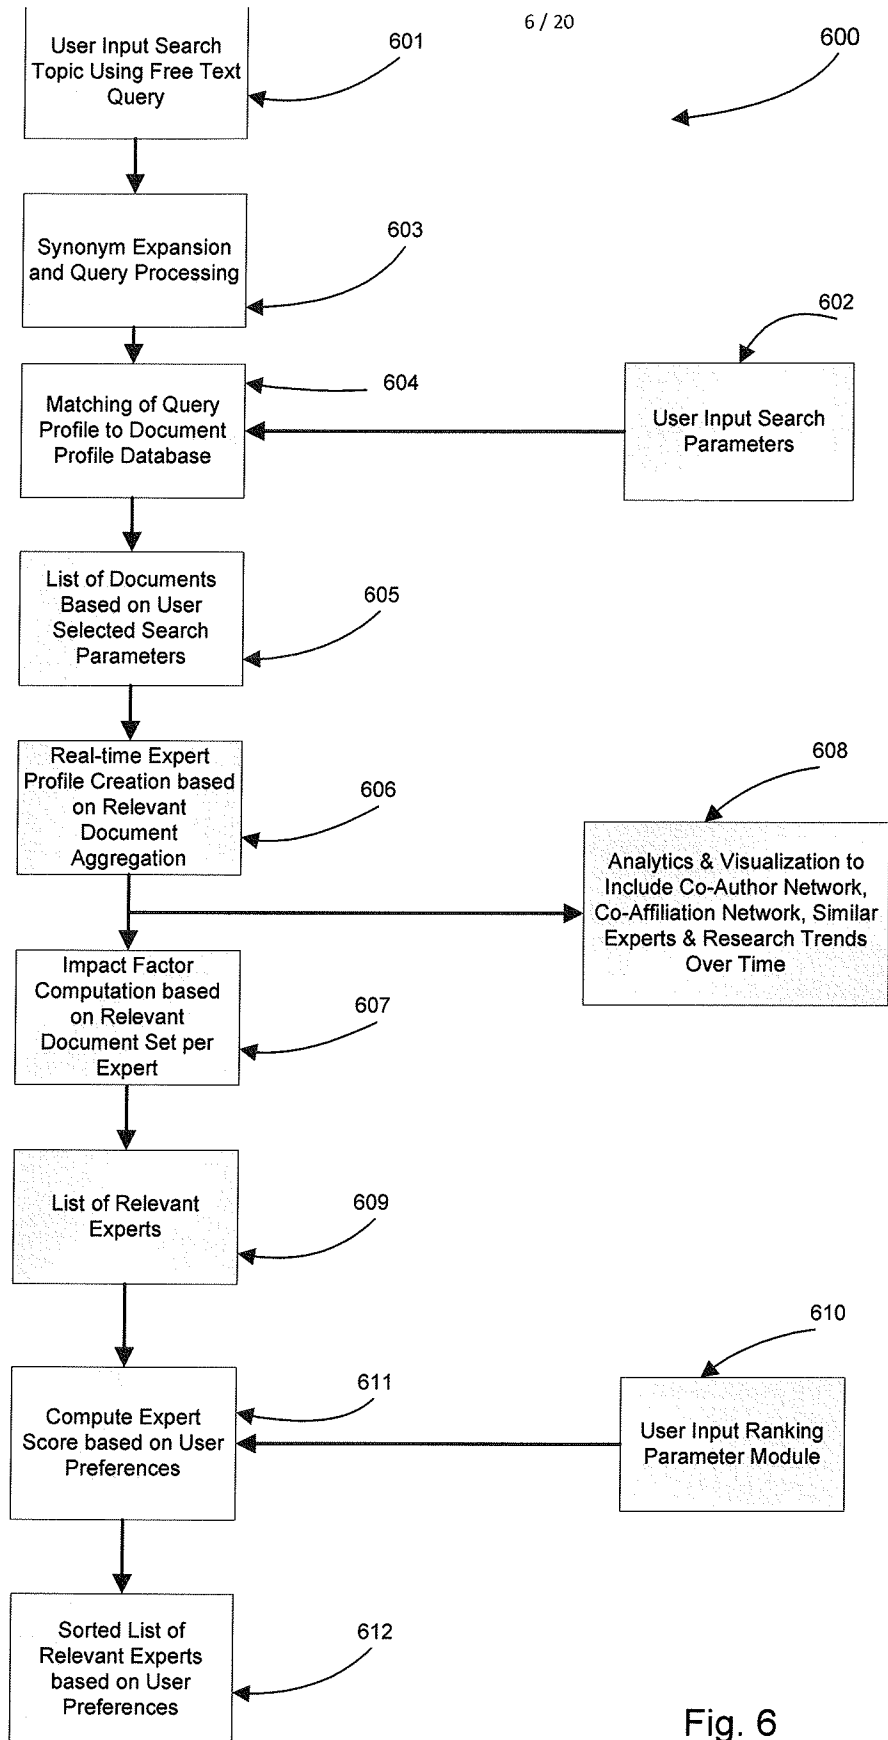 6 / 20
600
User Input Search
Topic Using Free Text
Query
601
Synonym Expansion
and Query Processing
603
602
Matching of Query
Profile to Document
Profile Database
604
User Input Search
Parameters
List of Documents
Based on User
Selected Search
Parameters
605
Real-time Expert
Profile Creation based
on Relevant
Document
Aggregation
606
608
Analytics & Visualization to
Include Co-Author Network,
Co-Affiliation Network, Similar
Experts & Research Trends
Over Time
Impact Factor
Computation based
on Relevant
Document Set per
Expert
607
List of Relevant
Experts
609
610
Compute Expert
Score based on User
Preferences
611
User Input Ranking
Parameter Module
Sorted List of
Relevant Experts
based on User
Preferences
612
Fig. 6